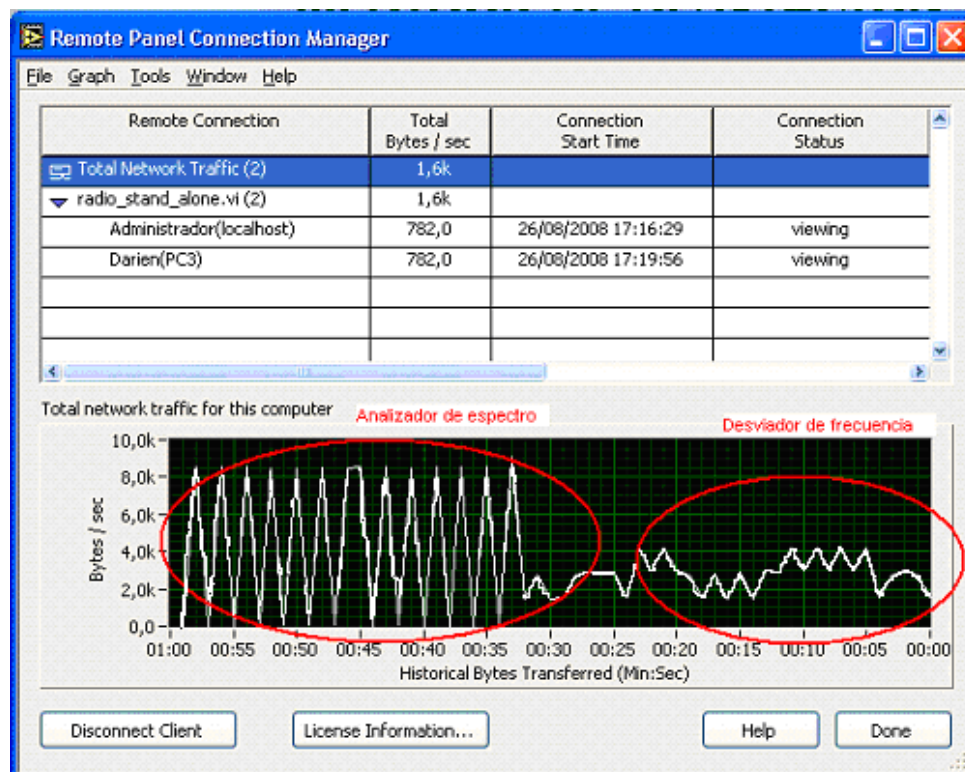 Remote Panel Connection Manager
File Graph Tools Window Help
Remote Connection Total Bytes / sec Connection Start Time Connection Status
Total Network Traffic (2) 1,6k
radio_stand_alone.vi (2) 1,6k
Administrador(localhost) 782,0 26/08/2008 17:16:29 viewing
Darien(PC3) 782,0 26/08/2008 17:19:56 viewing
Total network traffic for this computer
Analizador de espectro
Desviador de frecuencia
10,0k
8,0k
6,0k
4,0k
2,0k
0,0
Bytes / sec
01:00 00:55 00:50 00:45 00:40 00:35 00:30 00:25 00:20 00:15 00:10 00:05 00:00
Historical Bytes Transferred (Min:Sec)
Disconnect Client License Information... Help Done